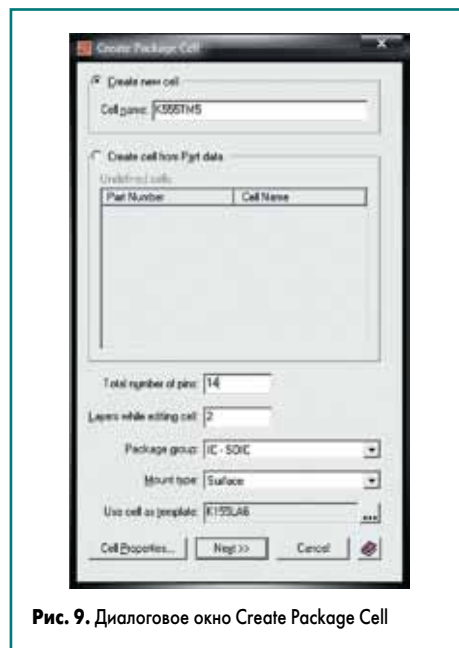 Create Package Cell
Create new cell
Cell name: K555TM5
Create cell from Part data
Undefined cells:
Part Number Cell Name
Total number of pins: 14
Layers while editing cell: 2
Package group: IC - SOIC
Mount type: Surface
Use cell as template: K155LA6 ...
Cell Properties... Next >> Cancel
Рис. 9. Диалоговое окно Create Package Cell